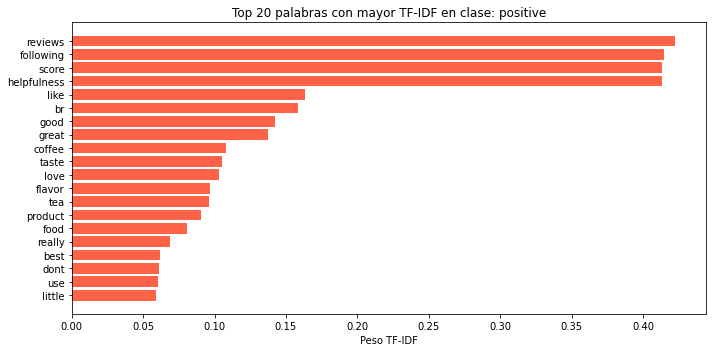 Top 20 palabras con mayor TF-IDF en clase: positive
reviews
following
score
helpfulness
like
br
good
great
coffee
taste
love
flavor
tea
product
food
really
best
dont
use
little
0.00 0.05 0.10 0.15 0.20 0.25 0.30 0.35 0.40
Peso TF-IDF